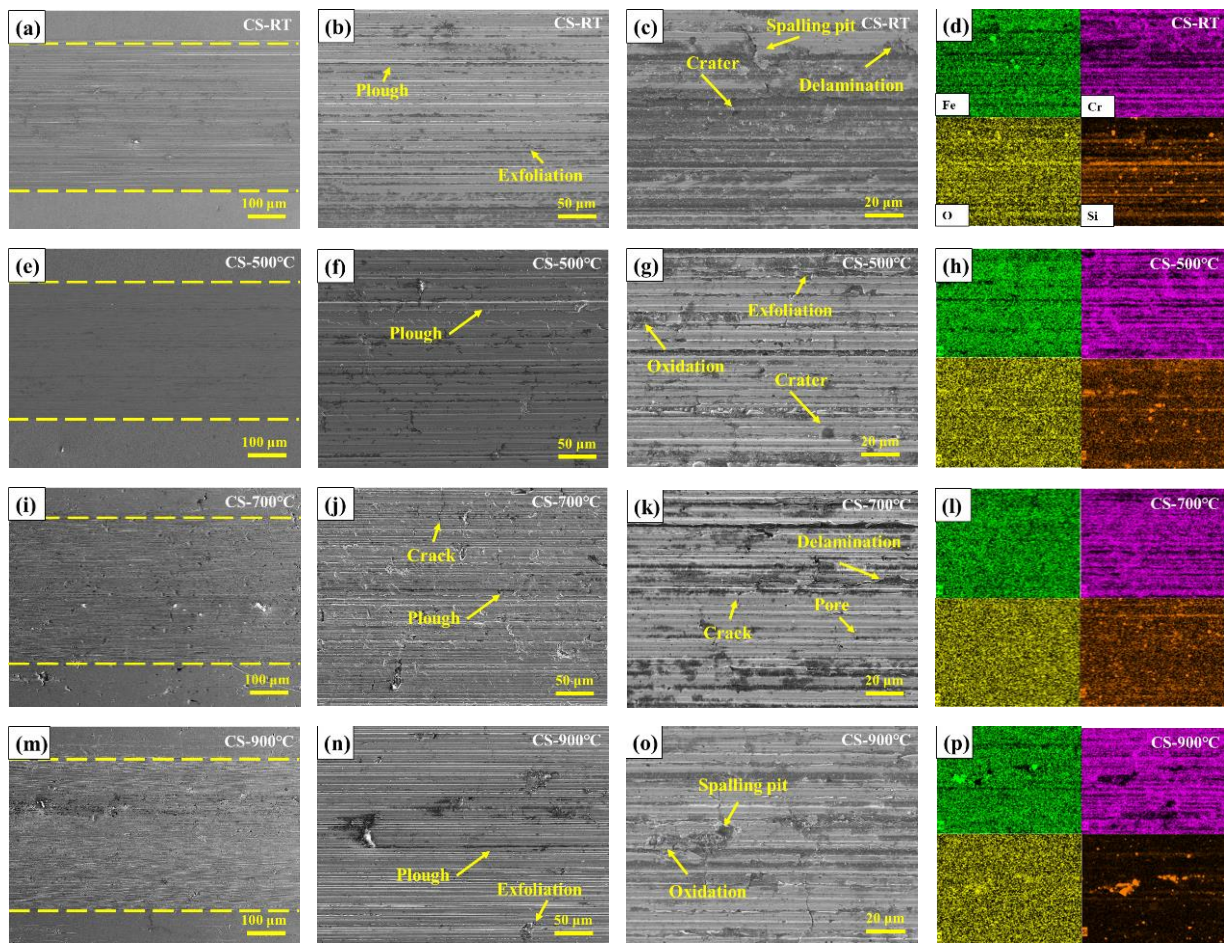 (a) CS-RT
100 μm
(b) CS-RT
Plough
Exfoliation
50 μm
(c) CS-RT
Spalling pit
Crater
Delamination
20 μm
(d) CS-RT
Fe Cr
O Si
(e) CS-500°C
100 μm
(f) CS-500°C
Plough
50 μm
(g) CS-500°C
Exfoliation
Oxidation
Crater
20 μm
(h) CS-500°C
(i) CS-700°C
100 μm
(j) CS-700°C
Crack
Plough
50 μm
(k) CS-700°C
Delamination
Pore
Crack
20 μm
(l) CS-700°C
(m) CS-900°C
100 μm
(n) CS-900°C
Plough
Exfoliation
50 μm
(o) CS-900°C
Spalling pit
Oxidation
20 μm
(p) CS-900°C